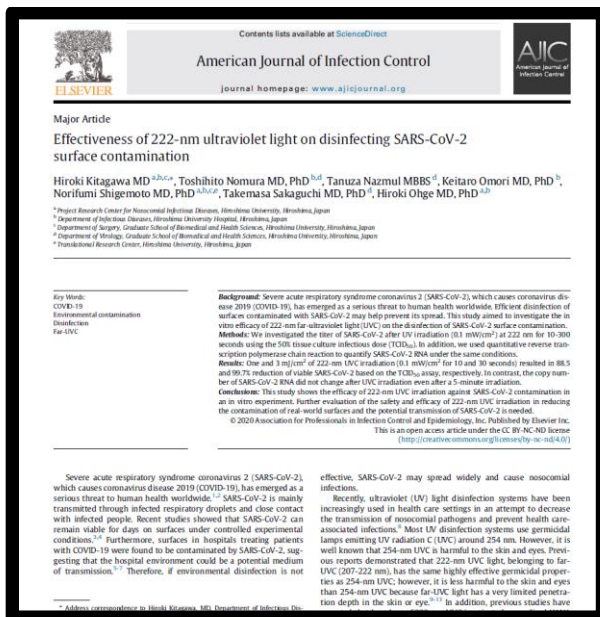 Contents lists available at ScienceDirect
American Journal of Infection Control
journal homepage: www.ajicjournal.org
ELSEVIER
AJIC
American Journal of
Infection Control
Major Article
Effectiveness of 222-nm ultraviolet light on disinfecting SARS-CoV-2
surface contamination
Hiroki Kitagawa MD a,b,c,*, Toshihito Nomura MD, PhD b,d, Tanuza Nazmul MBBS d, Keitaro Omori MD, PhD b,
Norifumi Shigemoto MD, PhD a,b,c,e, Takemasa Sakaguchi MD, PhD d, Hiroki Ohge MD, PhD a,b
a Project Research Center for Nosocomial Infectious Diseases, Hiroshima University, Hiroshima, Japan
b Department of Infectious Diseases, Hiroshima University Hospital, Hiroshima, Japan
c Department of Surgery, Graduate School of Biomedical and Health Sciences, Hiroshima University, Hiroshima, Japan
d Department of Virology, Graduate School of Biomedical and Health Sciences, Hiroshima University, Hiroshima, Japan
e Translational Research Center, Hiroshima University, Hiroshima, Japan
Key Words:
COVID-19
Environmental contamination
Disinfection
Far-UVC
Background: Severe acute respiratory syndrome coronavirus 2 (SARS-CoV-2), which causes coronavirus dis-
ease 2019 (COVID-19), has emerged as a serious threat to human health worldwide. Efficient disinfection of
surfaces contaminated with SARS-CoV-2 may help prevent its spread. This study aimed to investigate the in
vitro efficacy of 222-nm far-ultraviolet light (UVC) on the disinfection of SARS-CoV-2 surface contamination.
Methods: We investigated the titer of SARS-CoV-2 after UV irradiation (0.1 mW/cm²) at 222 nm for 10-300
seconds using the 50% tissue culture infectious dose (TCID50). In addition, we used quantitative reverse tran-
scription polymerase chain reaction to quantify SARS-CoV-2 RNA under the same conditions.
Results: One and 3 mJ/cm² of 222-nm UVC irradiation (0.1 mW/cm² for 10 and 30 seconds) resulted in 88.5
and 99.7% reduction of viable SARS-CoV-2 based on the TCID50 assay, respectively. In contrast, the copy num-
ber of SARS-CoV-2 RNA did not change after UVC irradiation even after a 5-minute irradiation.
Conclusions: This study shows the efficacy of 222-nm UVC irradiation against SARS-CoV-2 contamination in
an in vitro experiment. Further evaluation of the safety and efficacy of 222-nm UVC irradiation in reducing
the contamination of real-world surfaces and the potential transmission of SARS-CoV-2 is needed.
© 2020 Association for Professionals in Infection Control and Epidemiology, Inc. Published by Elsevier Inc.
This is an open access article under the CC BY-NC-ND license
(http://creativecommons.org/licenses/by-nc-nd/4.0/)
Severe acute respiratory syndrome coronavirus 2 (SARS-CoV-2),
which causes coronavirus disease 2019 (COVID-19), has emerged as a
serious threat to human health worldwide.1,2 SARS-CoV-2 is mainly
transmitted through infected respiratory droplets and close contact
with infected people. Recent studies showed that SARS-CoV-2 can
remain viable for days on surfaces under controlled experimental
conditions.3,4 Furthermore, surfaces in hospitals treating patients
with COVID-19 were found to be contaminated by SARS-CoV-2, sug-
gesting that the hospital environment could be a potential medium
of transmission.5-7 Therefore, if environmental disinfection is not
* Address correspondence to Hiroki Kitagawa, MD, Department of Infectious Dis-
effective, SARS-CoV-2 may spread widely and cause nosocomial
infections.
Recently, ultraviolet (UV) light disinfection systems have been
increasingly used in health care settings in an attempt to decrease
the transmission of nosocomial pathogens and prevent health care-
associated infections.8 Most UV disinfection systems use germicidal
lamps emitting UV radiation C (UVC) around 254 nm. However, it is
well known that 254-nm UVC is harmful to the skin and eyes. Previ-
ous reports demonstrated that 222-nm UVC light, belonging to far-
UVC (207-222 nm), has the same highly effective germicidal proper-
ties as 254-nm UVC; however, it is less harmful to the skin and eyes
than 254-nm UVC because far-UVC light has a very limited penetra-
tion depth in the skin or eye.9-13 In addition, previous studies have